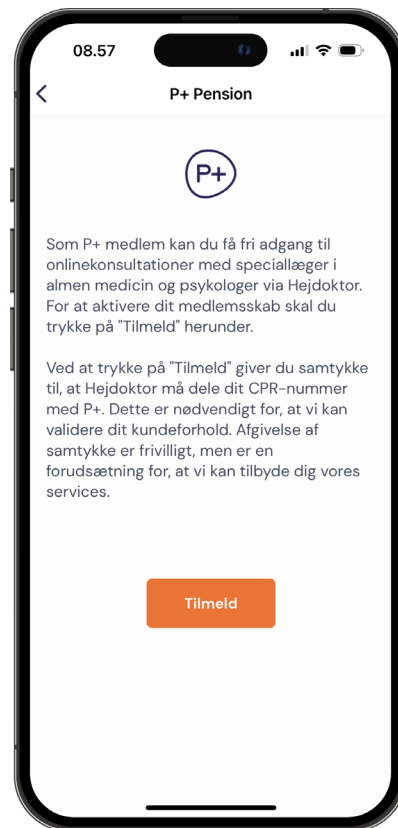 08.57
P+ Pension
P+
Som P+ medlem kan du få fri adgang til
onlinekonsultationer med speciallæger i
almen medicin og psykologer via Hejdoktor.
For at aktivere dit medlemsskab skal du
trykke på "Tilmeld" herunder.
Ved at trykke på "Tilmeld" giver du samtykke
til, at Hejdoktor må dele dit CPR-nummer
med P+. Dette er nødvendigt for, at vi kan
validere dit kundeforhold. Afgivelse af
samtykke er frivilligt, men er en
forudsætning for, at vi kan tilbyde dig vores
services.
Tilmeld